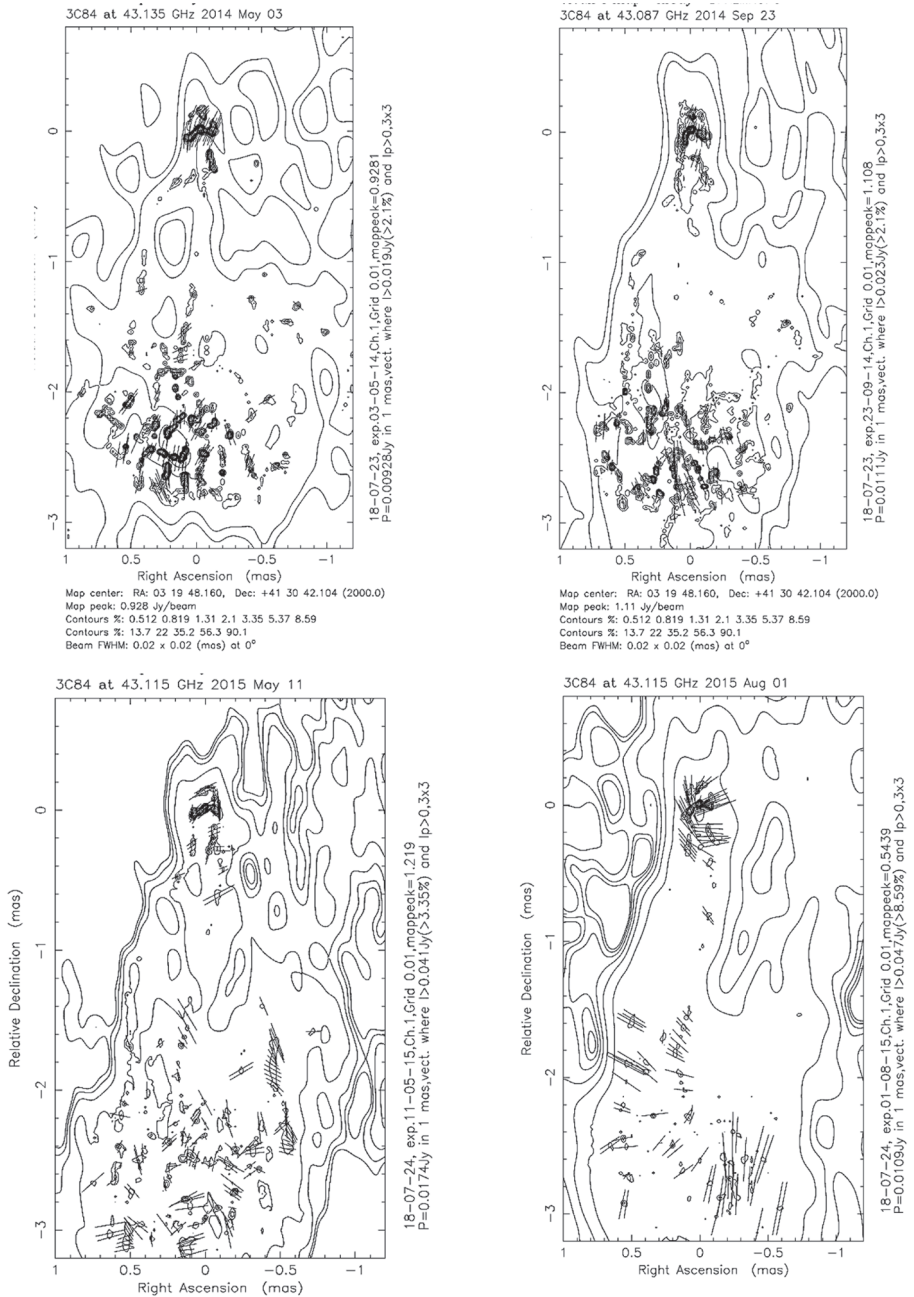 3C84 at 43.135 GHz 2014 May 03
0
−1
−2
−3
1 0.5 0 −0.5 −1
Right Ascension (mas)
18−07−23, exp.03−05−14,Ch.1,Grid 0.01,mappeak=0.9281
P=0.00928Jy in 1 mas,vect. where I>0.019Jy(>2.1%) and Ip>0,3x3
Map center: RA: 03 19 48.160, Dec: +41 30 42.104 (2000.0)
Map peak: 0.928 Jy/beam
Contours %: 0.512 0.819 1.31 2.1 3.35 5.37 8.59
Contours %: 13.7 22 35.2 56.3 90.1
Beam FWHM: 0.02 x 0.02 (mas) at 0°
3C84 at 43.087 GHz 2014 Sep 23
0
−1
−2
−3
1 0.5 0 −0.5 −1
Right Ascension (mas)
18−07−23, exp.23−09−14,Ch.1,Grid 0.01,mappeak=1.108
P=0.0111Jy in 1 mas,vect. where I>0.023Jy(>2.1%) and Ip>0,3x3
Map center: RA: 03 19 48.160, Dec: +41 30 42.104 (2000.0)
Map peak: 1.11 Jy/beam
Contours %: 0.512 0.819 1.31 2.1 3.35 5.37 8.59
Contours %: 13.7 22 35.2 56.3 90.1
Beam FWHM: 0.02 x 0.02 (mas) at 0°
3C84 at 43.115 GHz 2015 May 11
Relative Declination (mas)
0
−1
−2
−3
1 0.5 0 −0.5 −1
Right Ascension (mas)
18−07−24, exp.11−05−15,Ch.1,Grid 0.01,mappeak=1.219
P=0.0174Jy in 1 mas,vect. where I>0.041Jy(>3.35%) and Ip>0,3x3
3C84 at 43.115 GHz 2015 Aug 01
Relative Declination (mas)
0
−1
−2
−3
1 0.5 0 −0.5 −1
Right Ascension (mas)
18−07−24, exp.01−08−15,Ch.1,Grid 0.01,mappeak=0.5439
P=0.0109Jy in 1 mas,vect. where I>0.047Jy(>8.59%) and Ip>0,3x3